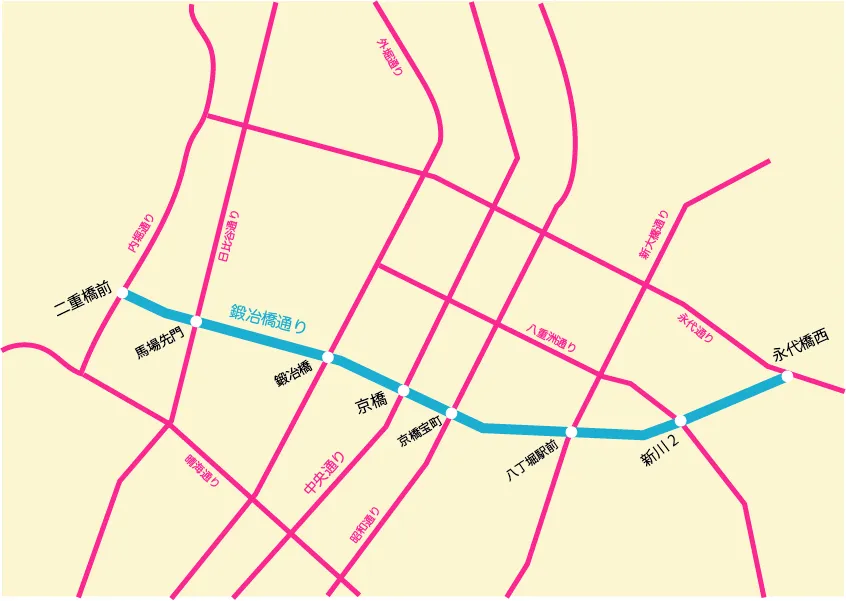 外堀通り
内堀通り
日比谷通り
新大橋通り
二重橋前
鍛冶橋通り
馬場先門
八重洲通り
永代通り
永代橋西
鍛冶橋
京橋
京橋宝町
八丁堀駅前
新川2
晴海通り
中央通り
昭和通り